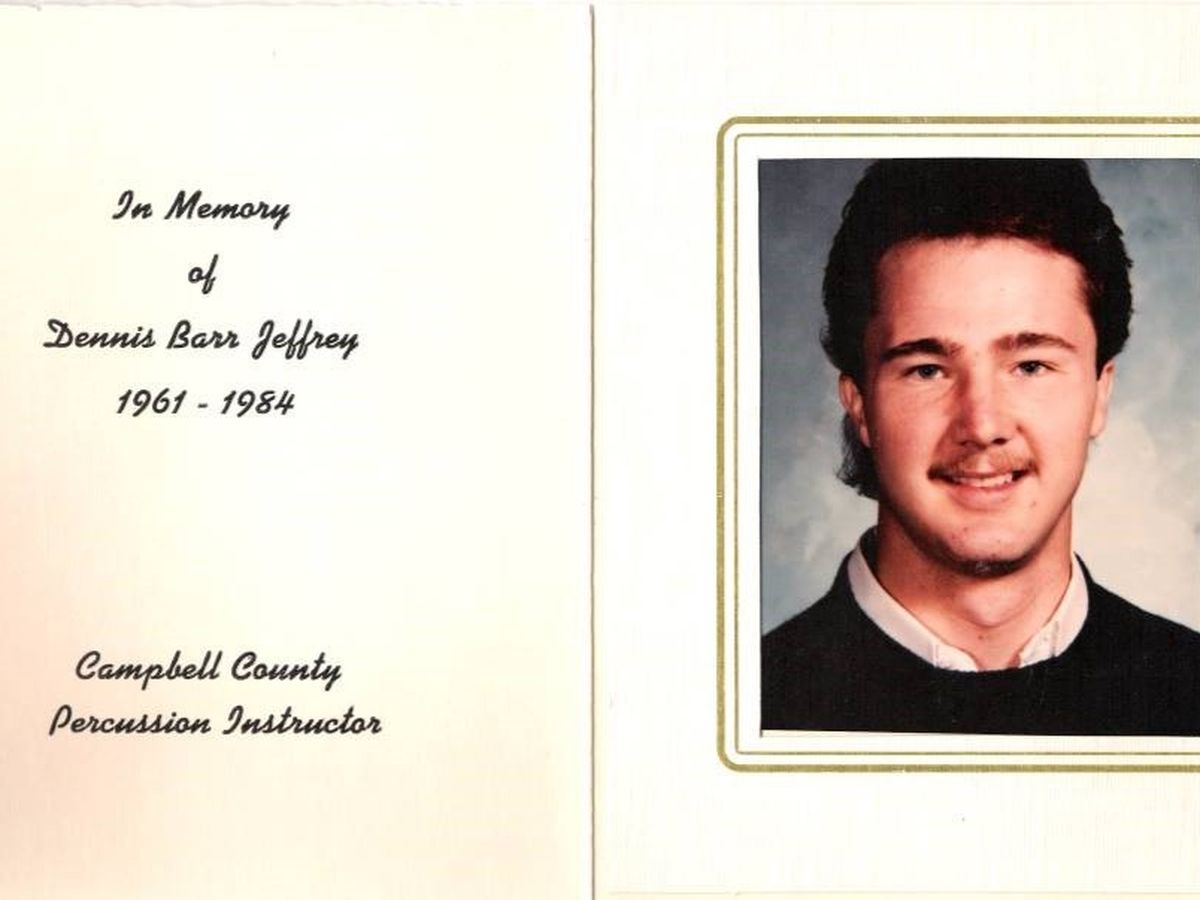 In Memory
of
Dennis Barr Jeffrey
1961 - 1984
Campbell County
Percussion Instructor